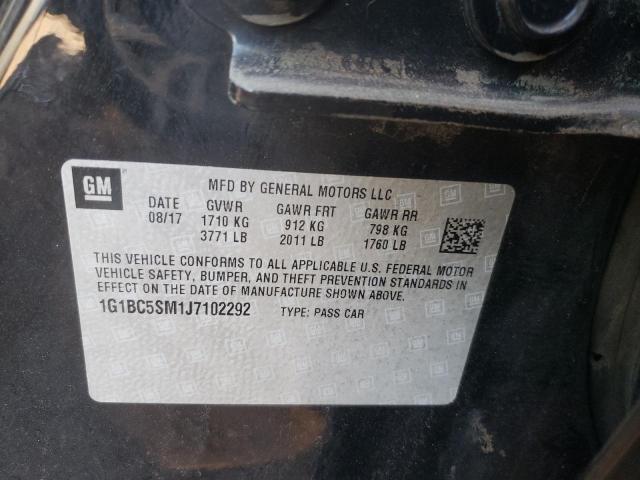 GM
MFD BY GENERAL MOTORS LLC
DATE GVWR GAWR FRT GAWR RR
08/17 1710 KG 912 KG 798 KG
3771 LB 2011 LB 1760 LB
THIS VEHICLE CONFORMS TO ALL APPLICABLE U.S. FEDERAL MOTOR
VEHICLE SAFETY, BUMPER, AND THEFT PREVENTION STANDARDS IN
EFFECT ON THE DATE OF MANUFACTURE SHOWN ABOVE.
1G1BC5SM1J7102292 TYPE: PASS CAR